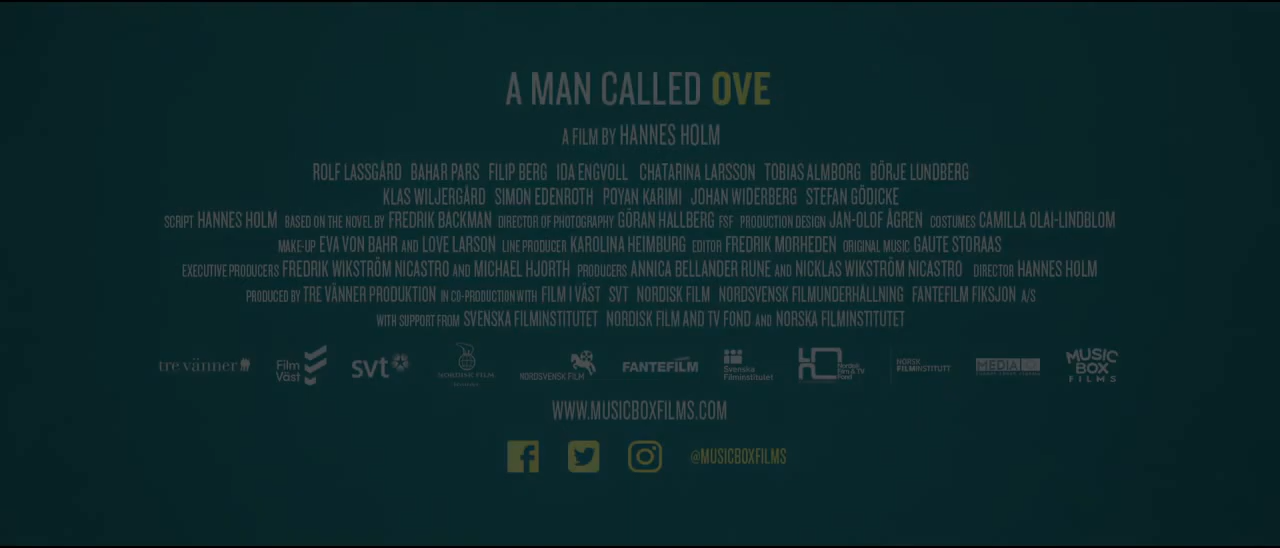 A MAN CALLED OVE
A FILM BY HANNES HOLM
ROLF LASSGÅRD BAHAR PARS FILIP BERG IDA ENGVOLL CHATARINA LARSSON TOBIAS ALMBORG BÖRJE LUNDBERG
KLAS WILJERGÅRD SIMON EDENROTH POYAN KARIMI JOHAN WIDERBERG STEFAN GÖDICKE
SCRIPT HANNES HOLM BASED ON THE NOVEL BY FREDRIK BACKMAN DIRECTOR OF PHOTOGRAPHY GÖRAN HALLBERG FSF PRODUCTION DESIGN JAN-OLOF ÅGREN COSTUMES CAMILLA OLAI-LINDBLOM
MAKE-UP EVA VON BAHR AND LOVE LARSON LINE PRODUCER KAROLINA HEIMBURG EDITOR FREDRIK MORHEDEN ORIGINAL MUSIC GAUTE STORAAS
EXECUTIVE PRODUCERS FREDRIK WIKSTRÖM NICASTRO AND MICHAEL HJORTH PRODUCERS ANNICA BELLANDER RUNE AND NICKLAS WIKSTRÖM NICASTRO DIRECTOR HANNES HOLM
PRODUCED BY TRE VÄNNER PRODUKTION IN CO-PRODUCTION WITH FILM I VÄST SVT NORDISK FILM NORDSVENSK FILMUNDERHÅLLNING FANTEFILM FIKSJON A/S
WITH SUPPORT FROM SVENSKA FILMINSTITUTET NORDISK FILM AND TV FOND AND NORSKA FILMINSTITUTET
tre vänner Film Väst svt NORDISK FILM NORDSVENSK FILM FANTEFILM Svenska Filminstitutet Nordisk Film & TV Fond NORSK FILMINSTITUTT MEDIA MUSIC BOX FILMS
WWW.MUSICBOXFILMS.COM
@MUSICBOXFILMS